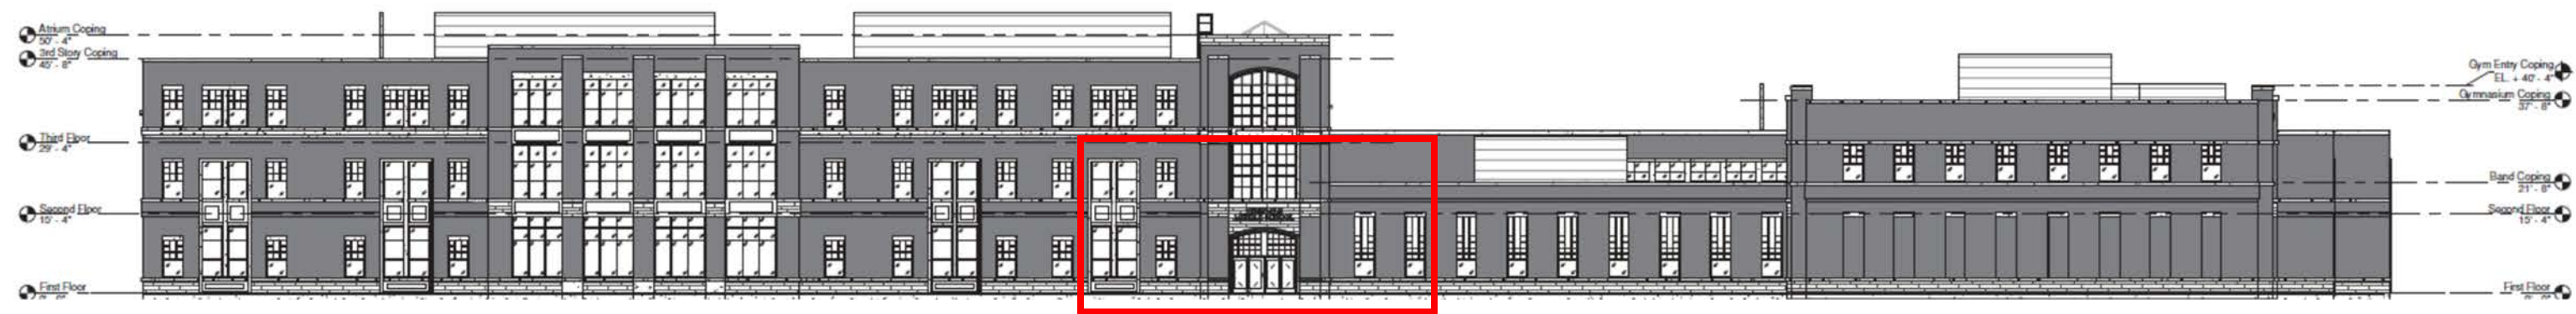 Atrium Coping
50' - 4"
3rd Story Coping
45' - 8"
Third Floor
29' - 4"
Second Floor
15' - 4"
First Floor
Gym Entry Coping
EL. + 40' - 4"
Gymnasium Coping
37' - 8"
Band Coping
21' - 8"
Second Floor
15' - 4"
First Floor